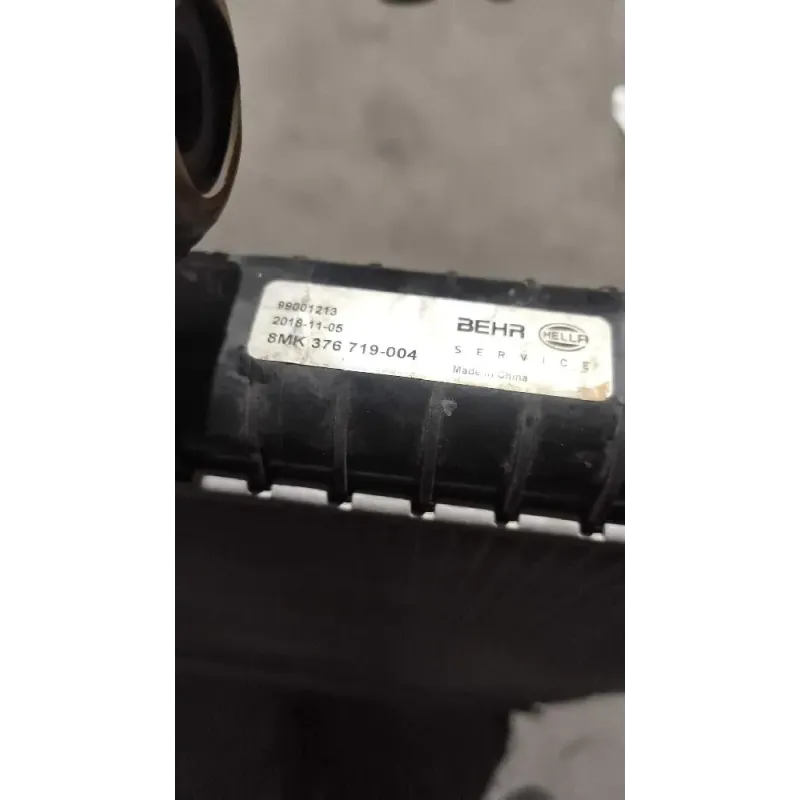 99001213
2018-11-05
8MK 376 719-004
BEHR HELLA
SERVICE
Made in China